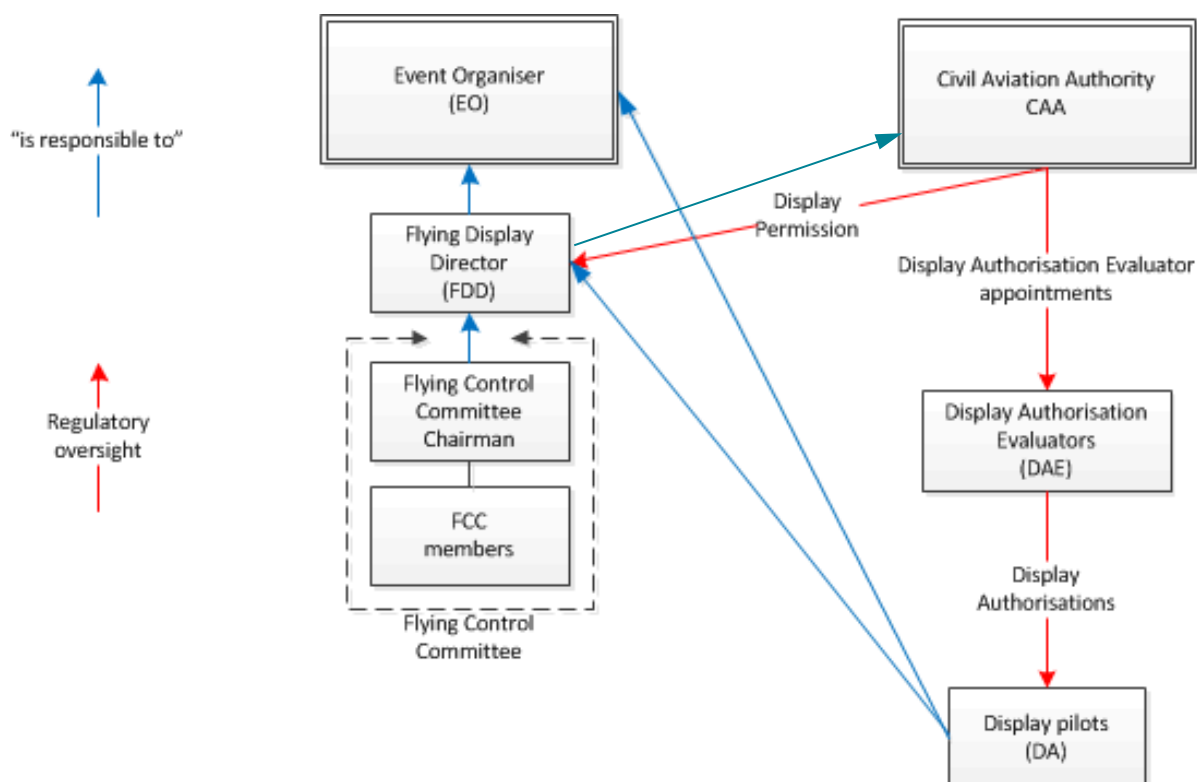 Event Organiser
(EO)
Civil Aviation Authority
CAA
"is responsible to"
Display
Permission
Flying Display
Director
(FDD)
Display Authorisation Evaluator
appointments
Regulatory
oversight
Flying Control
Committee
Chairman
Display Authorisation
Evaluators
(DAE)
FCC
members
Display
Authorisations
Flying Control
Committee
Display pilots
(DA)